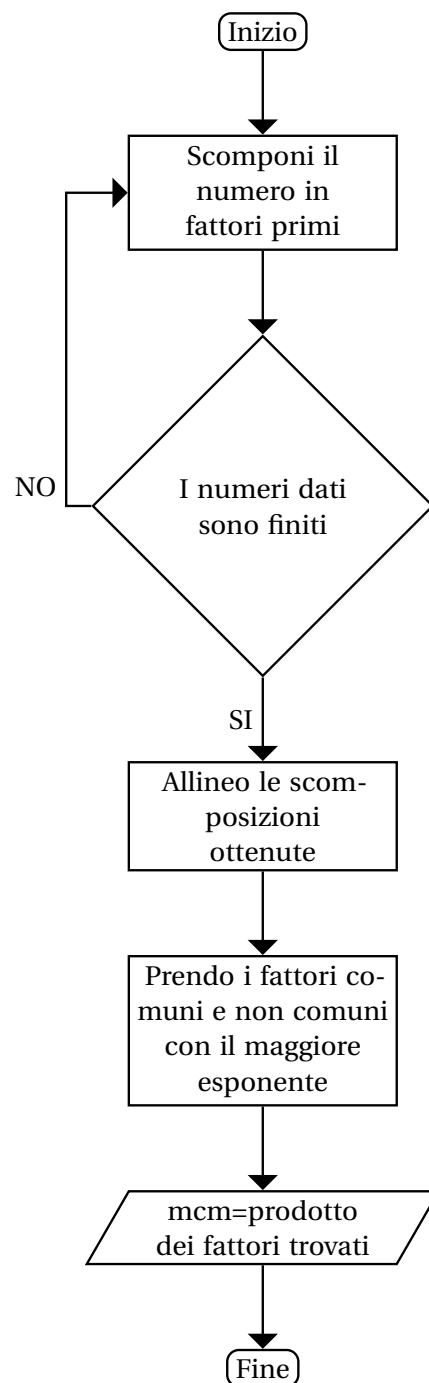 Inizio
Scomponi il
numero in
fattori primi
NO
I numeri dati
sono finiti
SI
Allineo le scom-
posizioni
ottenute
Prendo i fattori co-
muni e non comuni
con il maggiore
esponente
mcm=prodotto
dei fattori trovati
Fine